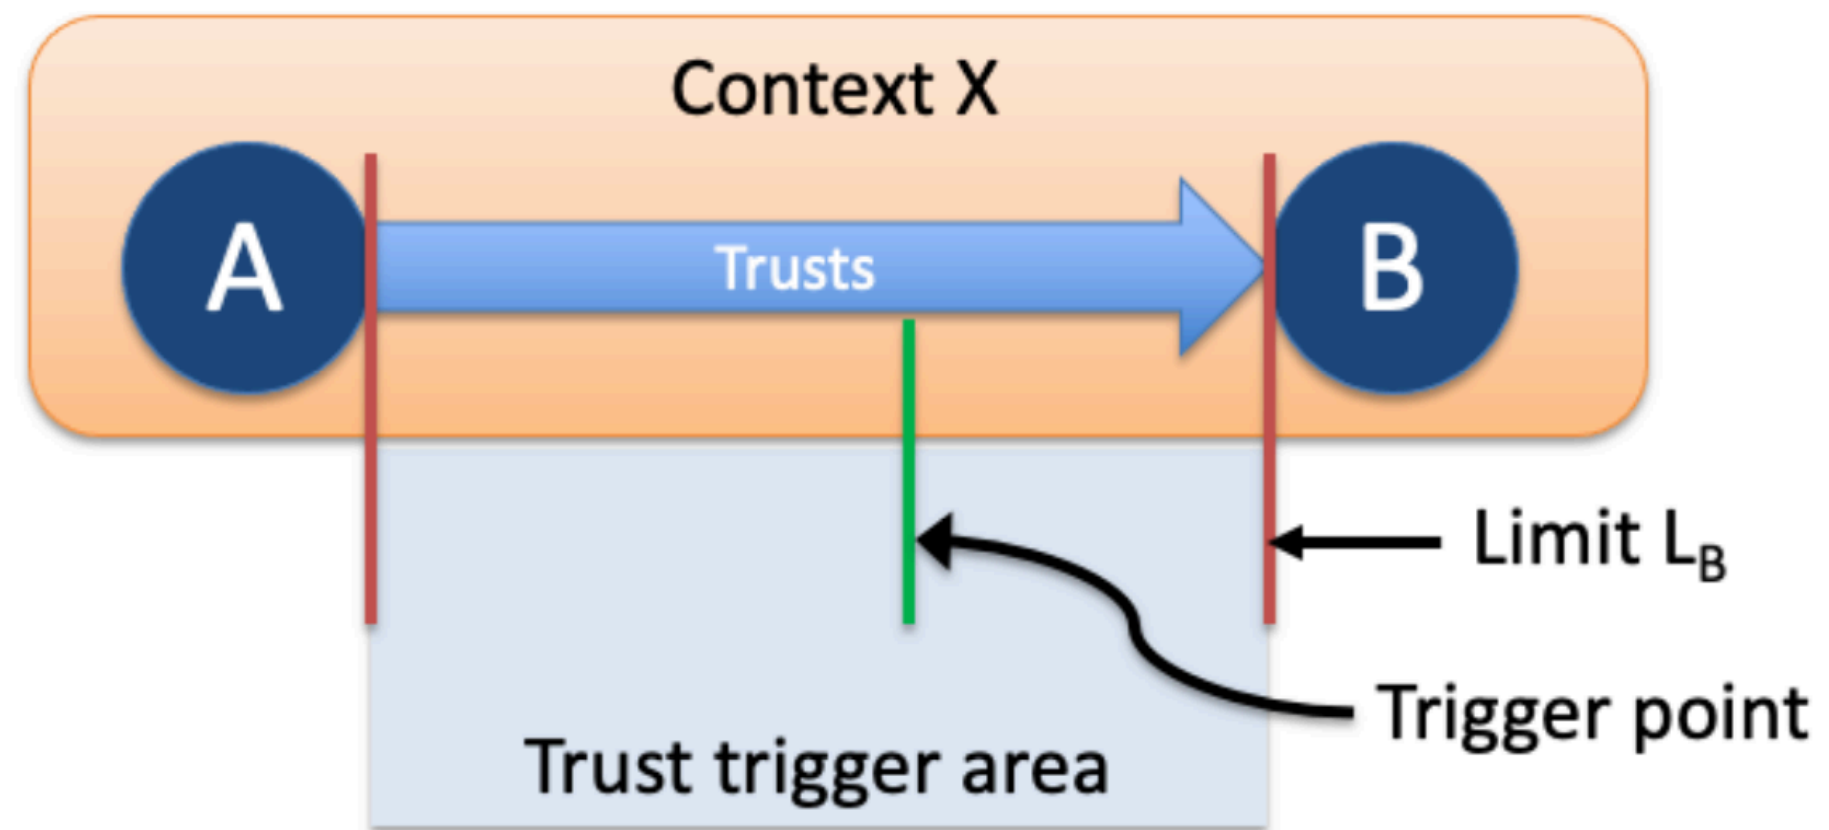 Context X
A
Trusts
B
Limit L_B
Trigger point
Trust trigger area